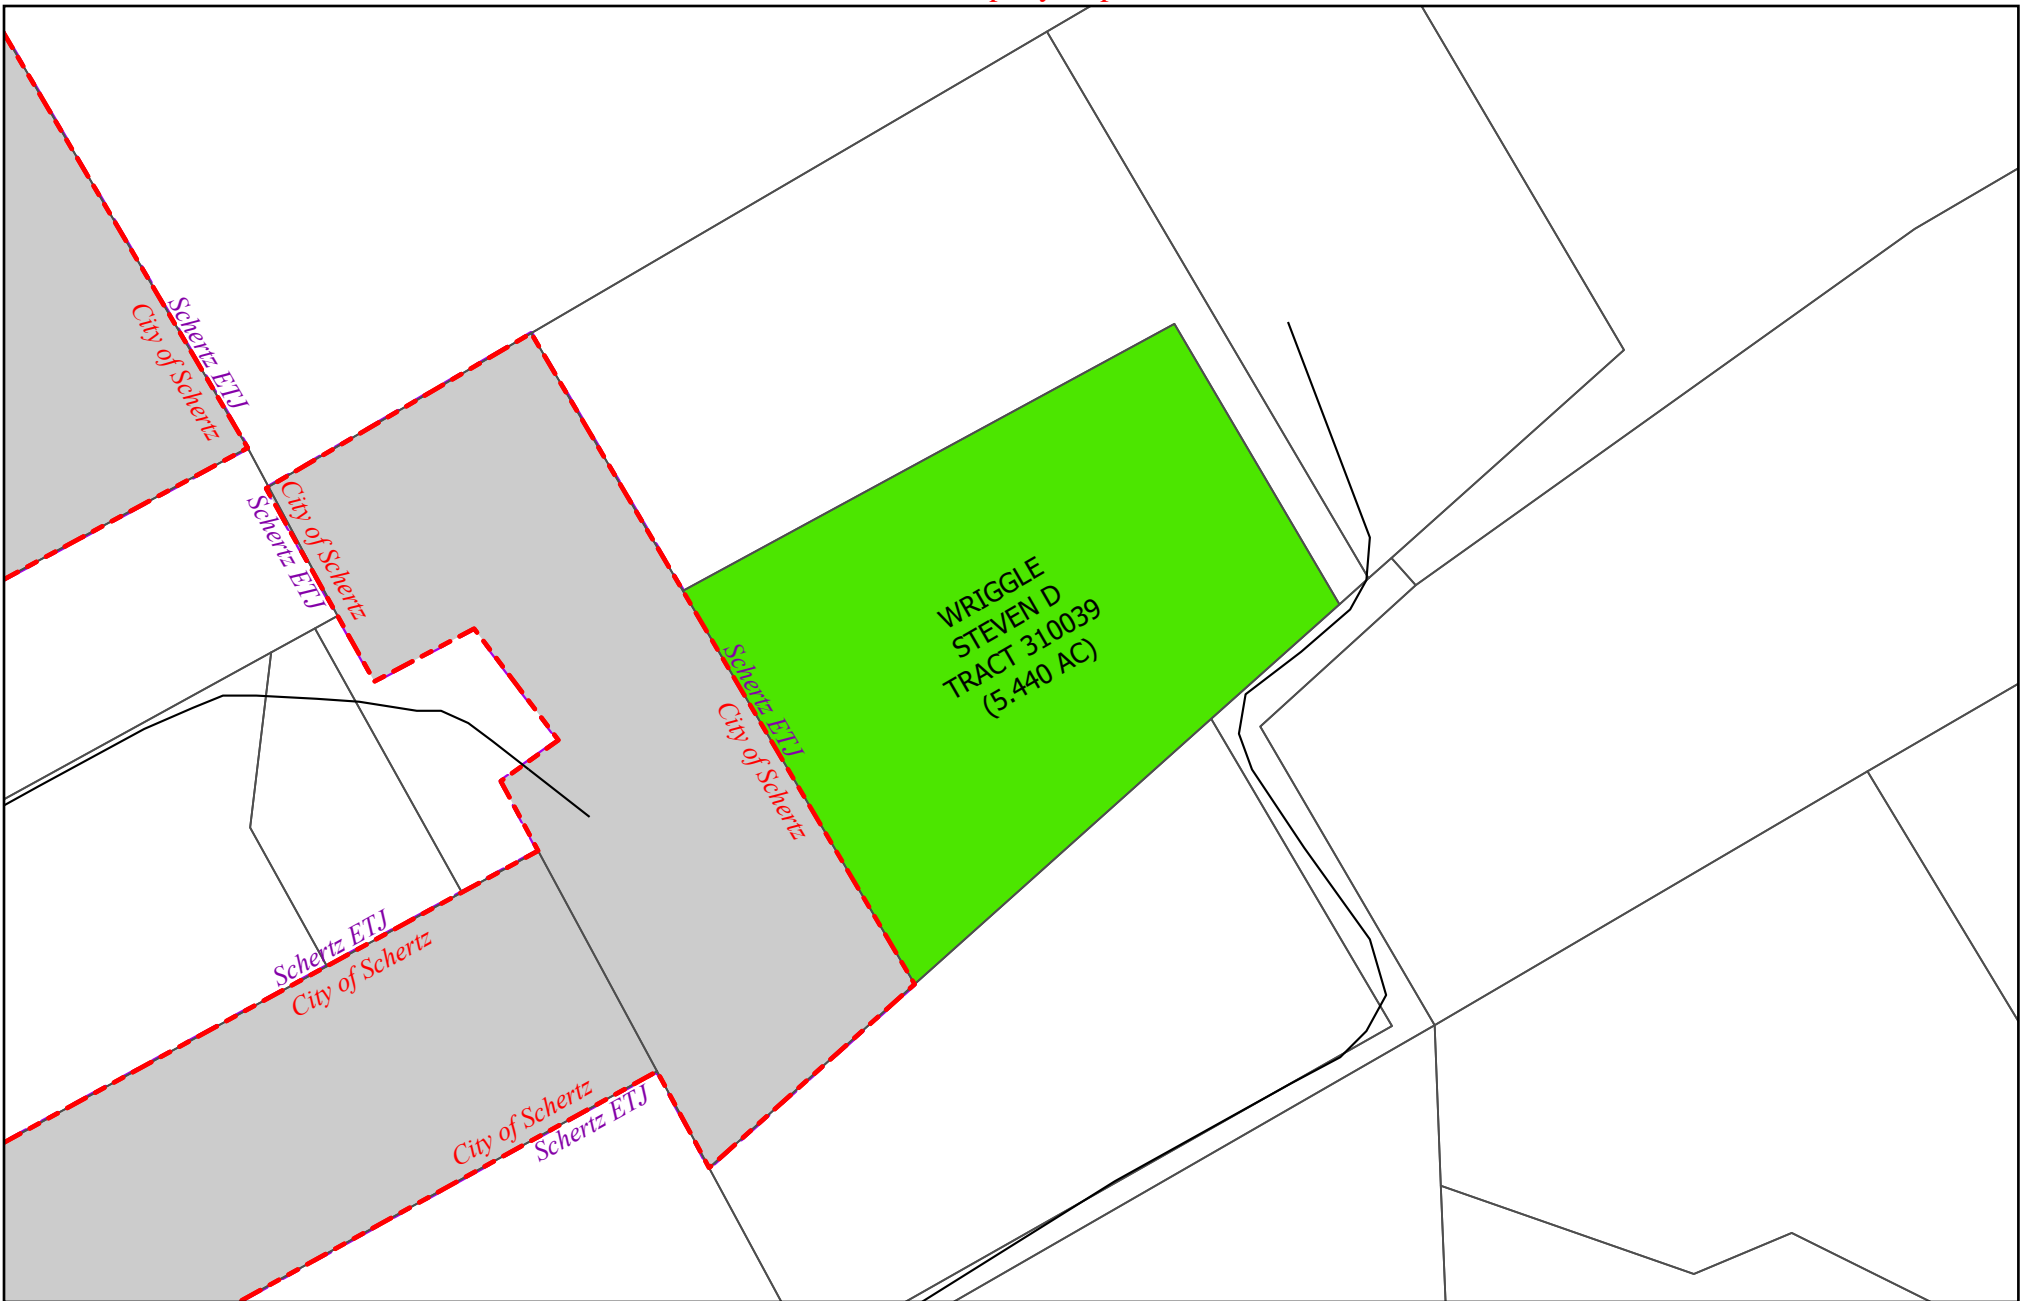 Schertz ETJ
City of Schertz
City of Schertz
Schertz ETJ
WRIGGLE
STEVEN D
TRACT 310039
(5.440 AC)
Schertz ETJ
City of Schertz
Schertz ETJ
City of Schertz
City of Schertz
Schertz ETJ